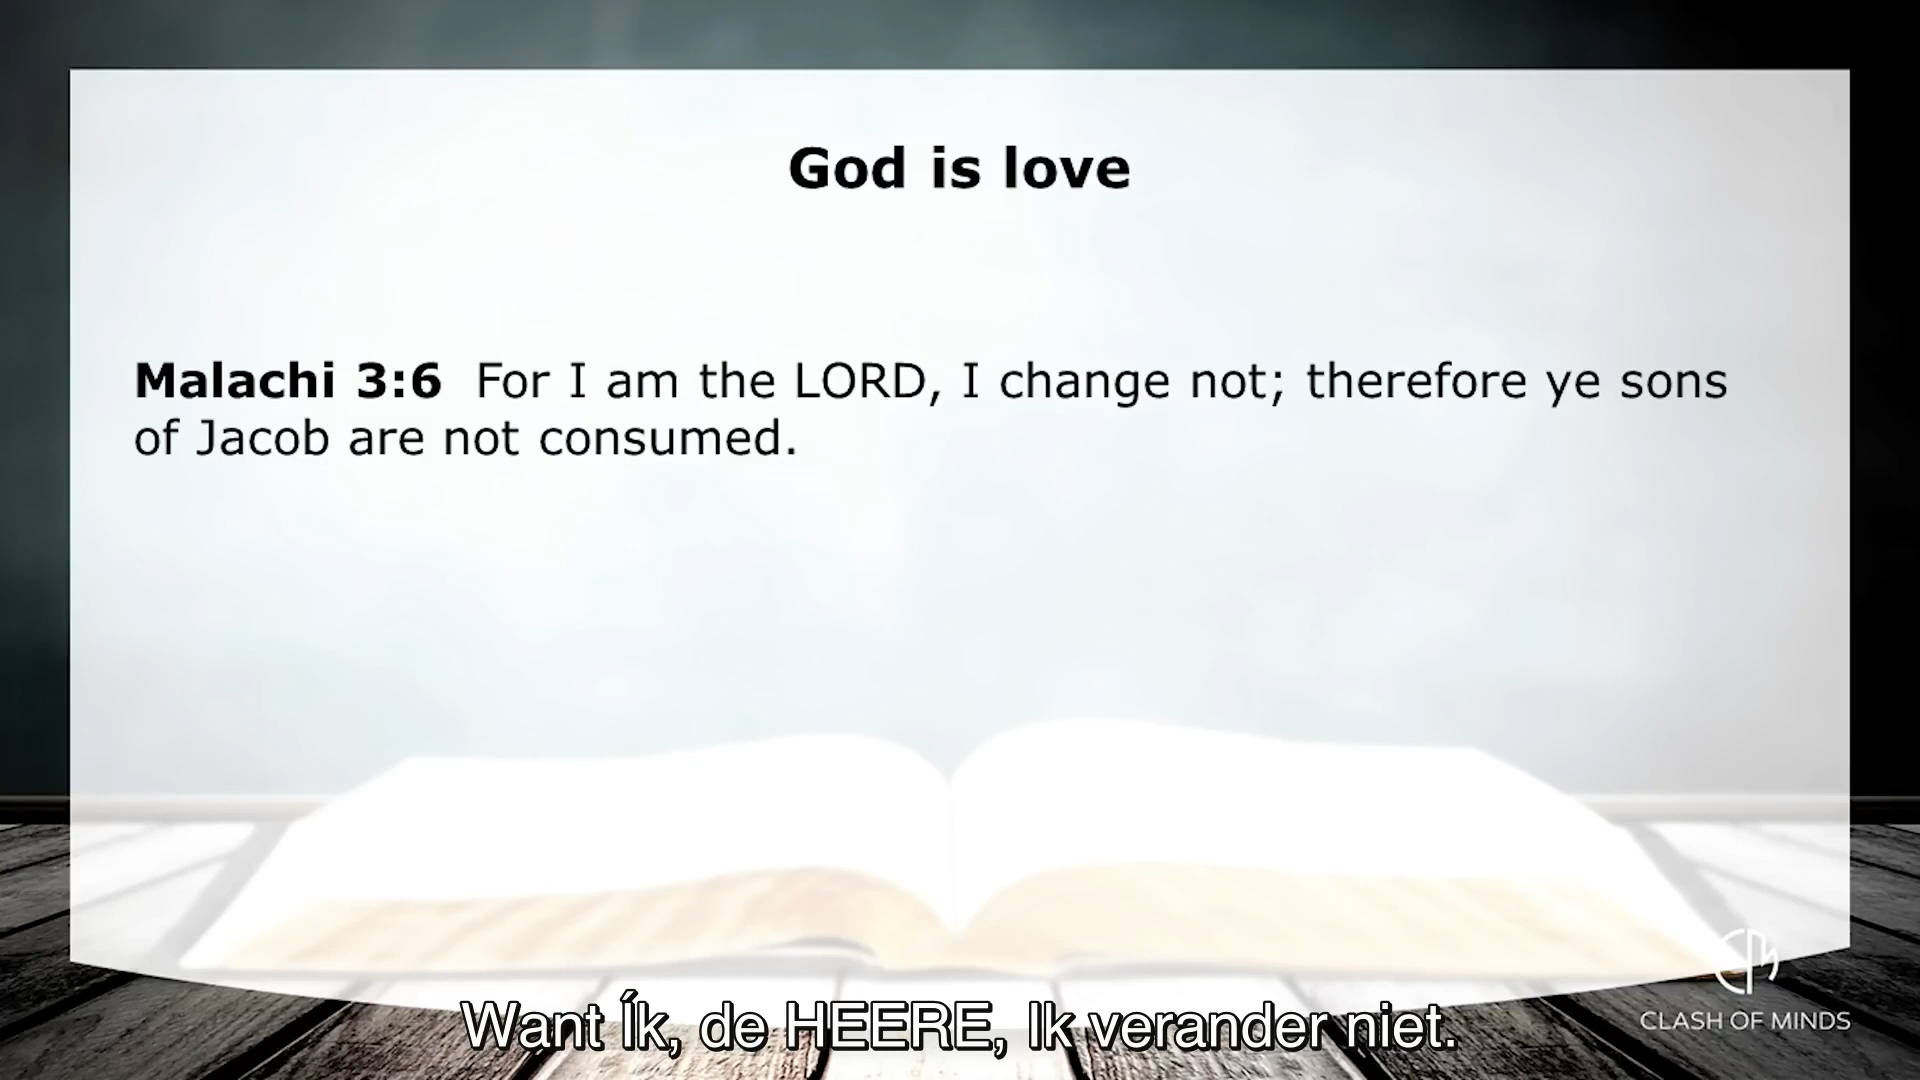 God is love
Malachi 3:6 For I am the LORD, I change not; therefore ye sons
of Jacob are not consumed.
CLASH OF MINDS
Want Ík, de HEERE, Ik verander niet.